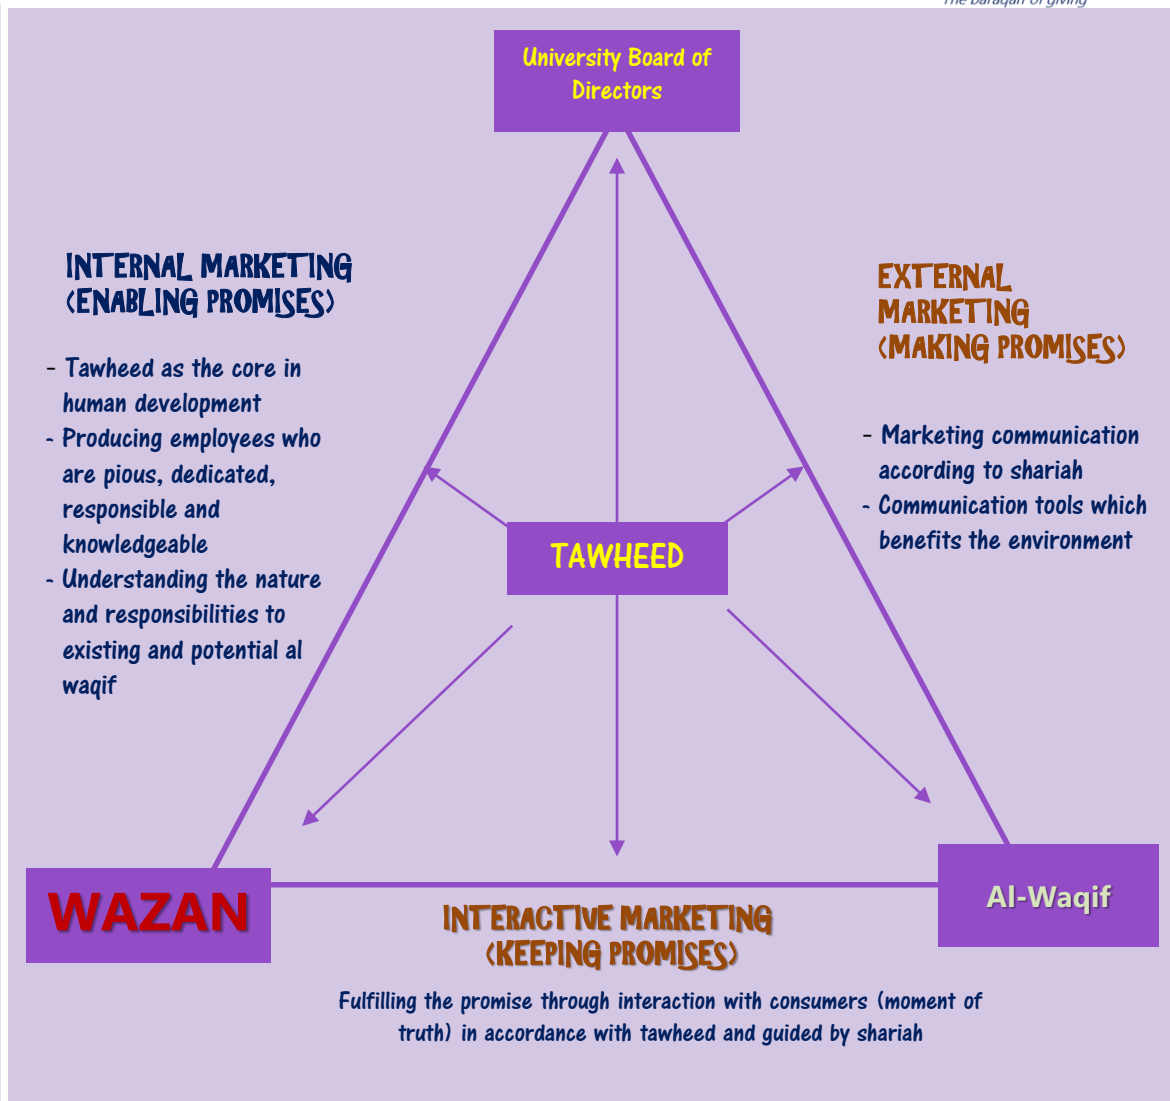 The baraqah of giving
University Board of
Directors
INTERNAL MARKETING
(ENABLING PROMISES)
- Tawheed as the core in
human development
- Producing employees who
are pious, dedicated,
responsible and
knowledgeable
- Understanding the nature
and responsibilities to
existing and potential al
waqif
EXTERNAL
MARKETING
(MAKING PROMISES)
- Marketing communication
according to shariah
- Communication tools which
benefits the environment
TAWHEED
WAZAN
Al-Waqif
INTERACTIVE MARKETING
(KEEPING PROMISES)
Fulfilling the promise through interaction with consumers (moment of
truth) in accordance with tawheed and guided by shariah